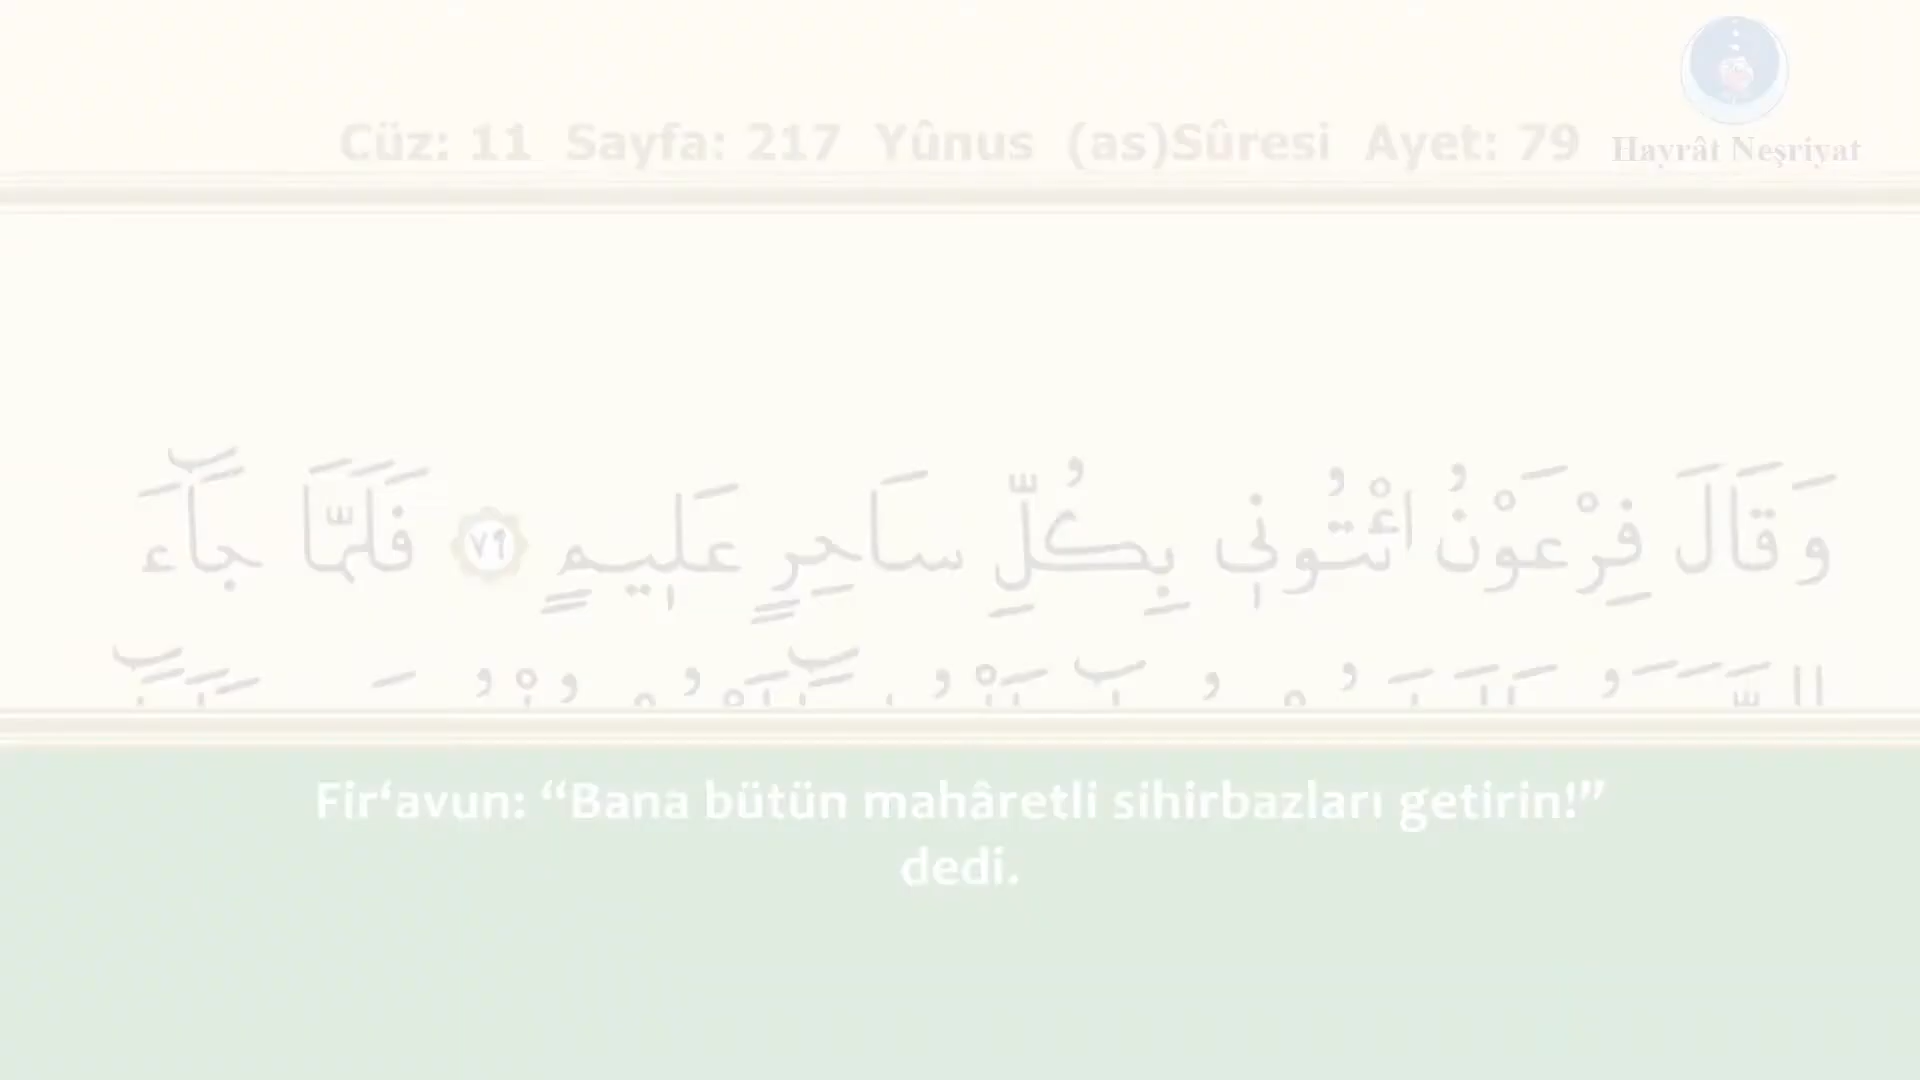 Cüz: 11 Sayfa: 217 Yûnus (as)Sûresi Ayet: 79
Hayrât Neşriyat
وَقَالَ فِرْعَوْنُ ائْتُونٖى بِكُلِّ سَاحِرٍ عَلٖيمٍ ﴿٧٩﴾ فَلَمَّا جَٓاءَ
Fir‘avun: “Bana bütün mahâretli sihirbazları getirin!”
dedi.